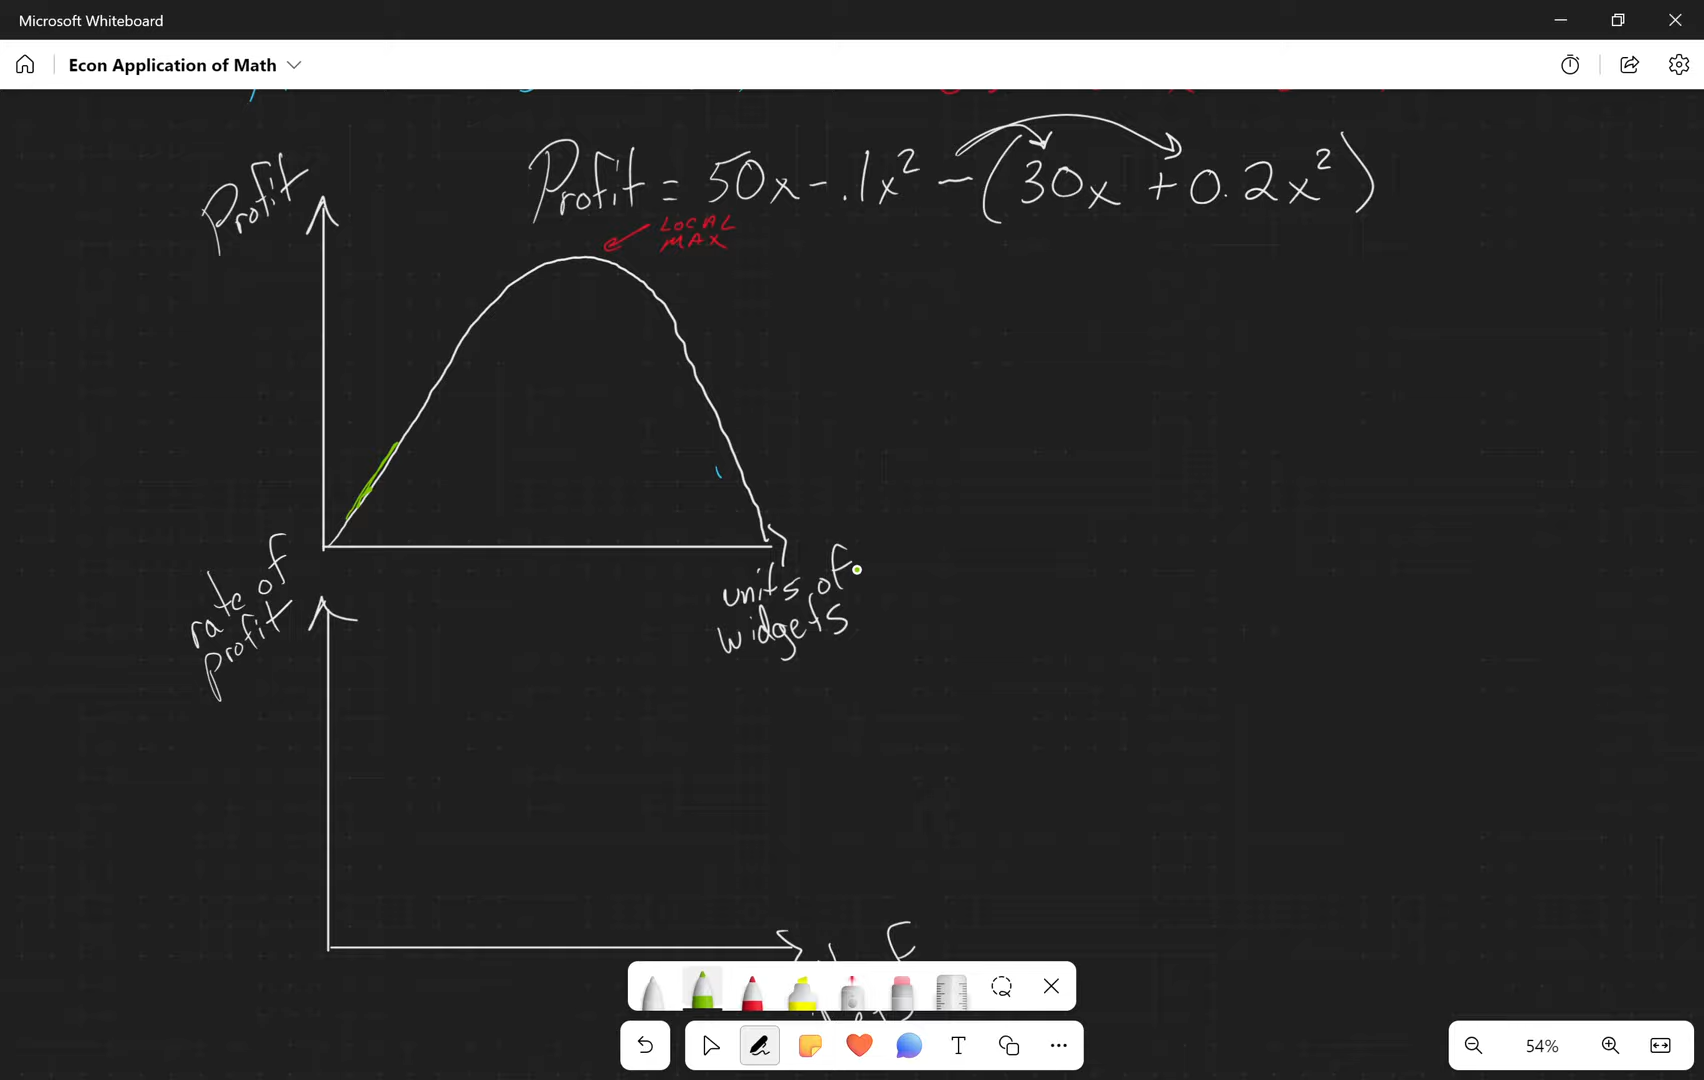 Microsoft Whiteboard
Econ Application of Math
Profit = 50x - .1x² - (30x + 0.2x²)
Profit
LOCAL
MAX
units of
widgets
rate of
profit
T
54%